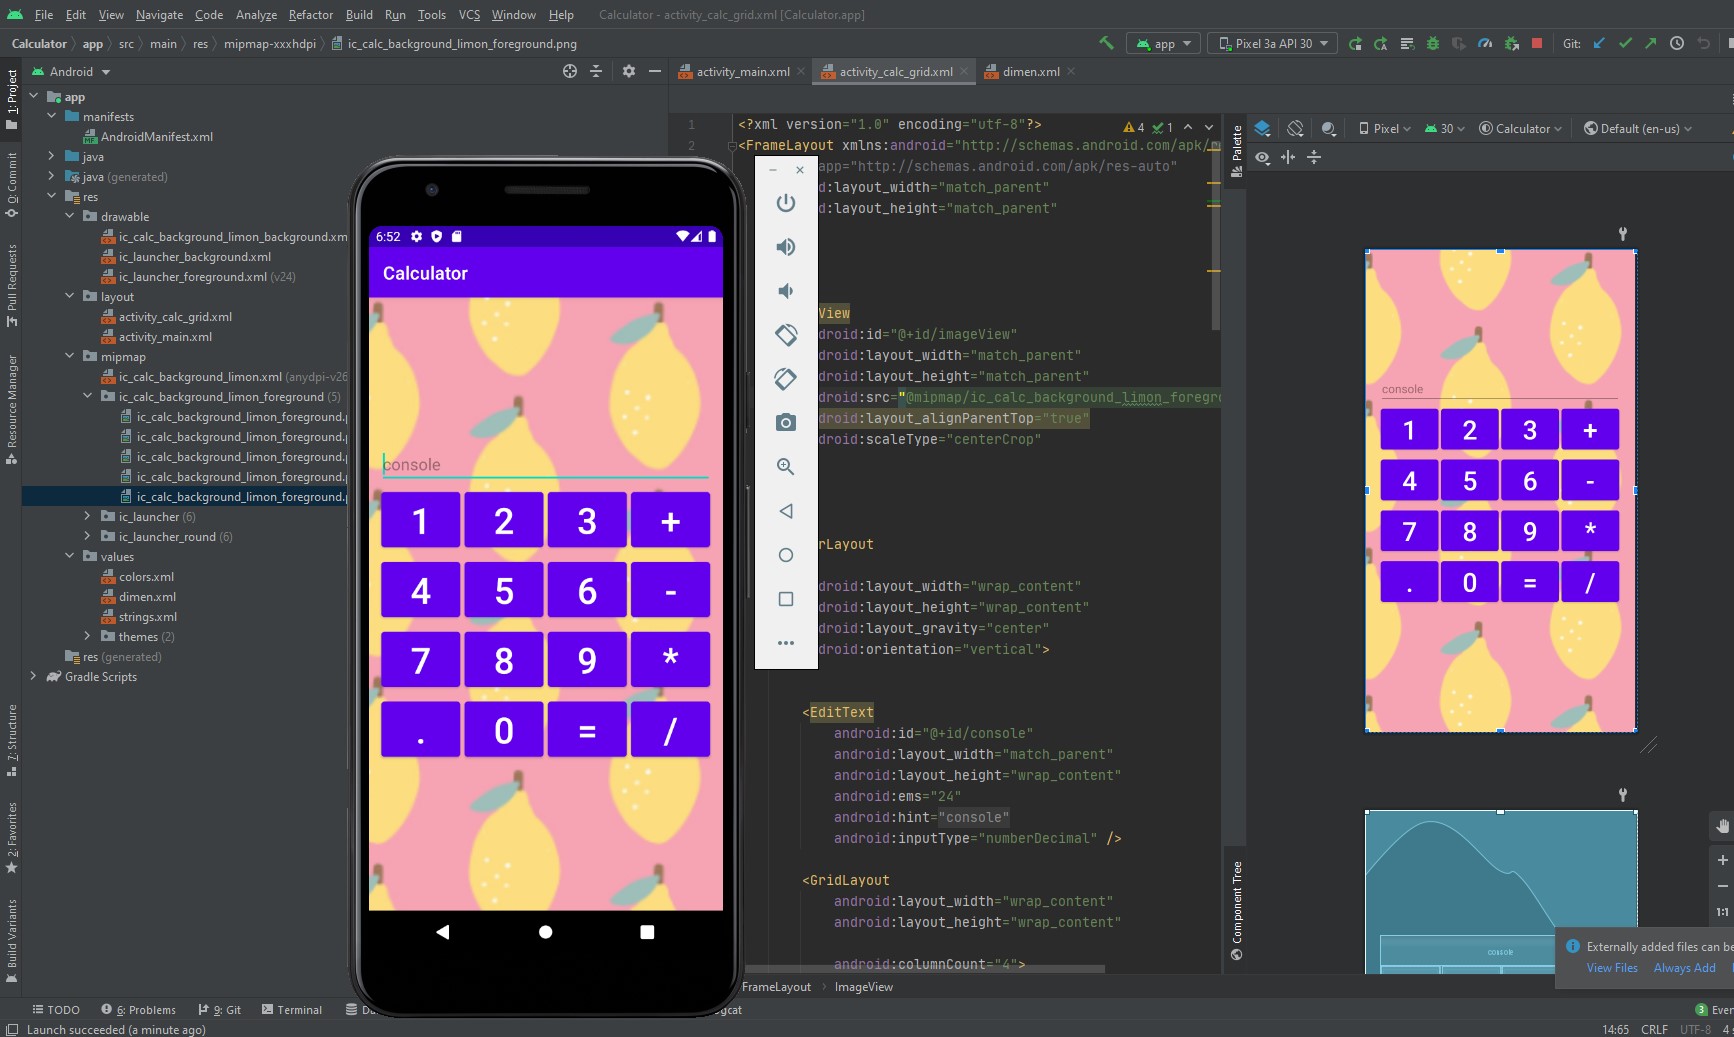 File Edit View Navigate Code Analyze Refactor Build Run Tools VCS Window Help Calculator - activity_calc_grid.xml [Calculator.app]
Calculator app src main res mipmap-xxxhdpi ic_calc_background_limon_foreground.png app Pixel 3a API 30 Git:
1: Project
0: Commit
Pull Requests
Resource Manager
7: Structure
2: Favorites
Build Variants
Android
app
manifests
AndroidManifest.xml
java
java (generated)
res
drawable
ic_calc_background_limon_background.xm
ic_launcher_background.xml
ic_launcher_foreground.xml (v24)
layout
activity_calc_grid.xml
activity_main.xml
mipmap
ic_calc_background_limon.xml (anydpi-v26
ic_calc_background_limon_foreground (5)
ic_calc_background_limon_foreground.p
ic_calc_background_limon_foreground.p
ic_calc_background_limon_foreground.p
ic_calc_background_limon_foreground.p
ic_calc_background_limon_foreground.p
ic_launcher (6)
ic_launcher_round (6)
values
colors.xml
dimen.xml
strings.xml
themes (2)
res (generated)
Gradle Scripts
6:52
Calculator
console
1 2 3 +
4 5 6 -
7 8 9 *
. 0 = /
activity_main.xml activity_calc_grid.xml dimen.xml
4 1
1 <?xml version="1.0" encoding="utf-8"?>
2 <FrameLayout xmlns:android="http://schemas.android.com/apk/re
app="http://schemas.android.com/apk/res-auto"
d:layout_width="match_parent"
d:layout_height="match_parent"
View
droid:id="@+id/imageView"
droid:layout_width="match_parent"
droid:layout_height="match_parent"
droid:src="@mipmap/ic_calc_background_limon_foregro
droid:layout_alignParentTop="true"
droid:scaleType="centerCrop"
rLayout
droid:layout_width="wrap_content"
droid:layout_height="wrap_content"
droid:layout_gravity="center"
droid:orientation="vertical">
<EditText
android:id="@+id/console"
android:layout_width="match_parent"
android:layout_height="wrap_content"
android:ems="24"
android:hint="console"
android:inputType="numberDecimal" />
<GridLayout
android:layout_width="wrap_content"
android:layout_height="wrap_content"
android:columnCount="4">
FrameLayout ImageView
Palette
Component Tree
Pixel 30 Calculator Default (en-us)
console
1 2 3 +
4 5 6 -
7 8 9 *
. 0 = /
console
1:1
Externally added files can be
View Files Always Add
TODO 6: Problems 9: Git Terminal Da gcat 3 Even
Launch succeeded (a minute ago) 14:65 CRLF UTF-8 4 s